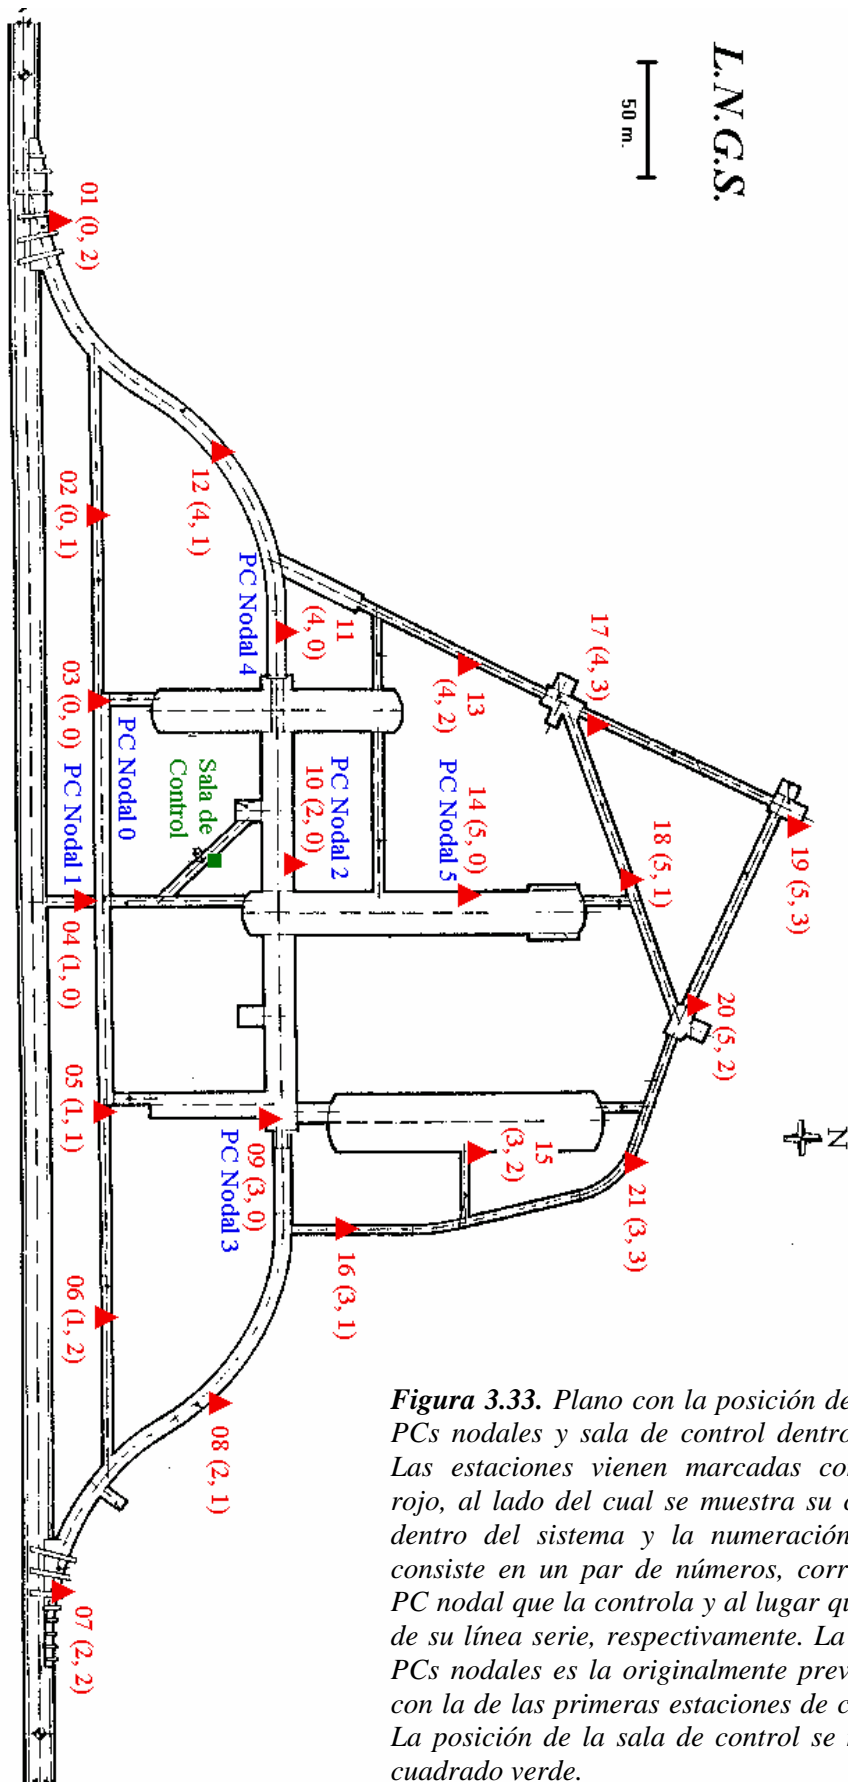 L.N.G.S.
50 m.
01 (0, 2)
02 (0, 1)
12 (4, 1)
PC Nodal 4
11
(4, 0)
13
(4, 2)
17 (4, 3)
03 (0, 0)
PC Nodal 0
Sala de
Control
PC Nodal 2
10 (2, 0)
14 (5, 0)
PC Nodal 5
18 (5, 1)
19 (5, 3)
PC Nodal 1
04 (1, 0)
20 (5, 2)
05 (1, 1)
09 (3, 0)
PC Nodal 3
15
(3, 2)
21 (3, 3)
N
16 (3, 1)
06 (1, 2)
08 (2, 1)
07 (2, 2)
Figura 3.33. Plano con la posición de
PCs nodales y sala de control dentro
Las estaciones vienen marcadas co
rojo, al lado del cual se muestra su c
dentro del sistema y la numeración
consiste en un par de números, corr
PC nodal que la controla y al lugar qu
de su línea serie, respectivamente. La
PCs nodales es la originalmente prev
con la de las primeras estaciones de c
La posición de la sala de control se
cuadrado verde.